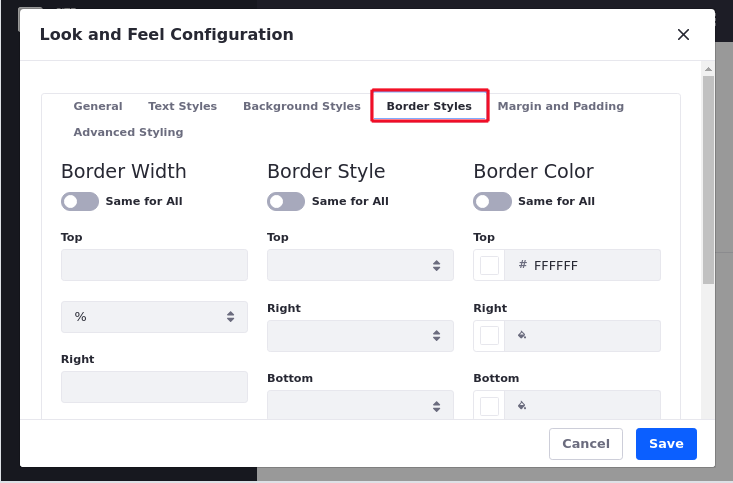 Look and Feel Configuration
General Text Styles Background Styles Border Styles Margin and Padding
Advanced Styling
Border Width Border Style Border Color
Same for All Same for All Same for All
Top Top Top
# FFFFFF
% Right Right
Right
Bottom Bottom
Cancel Save